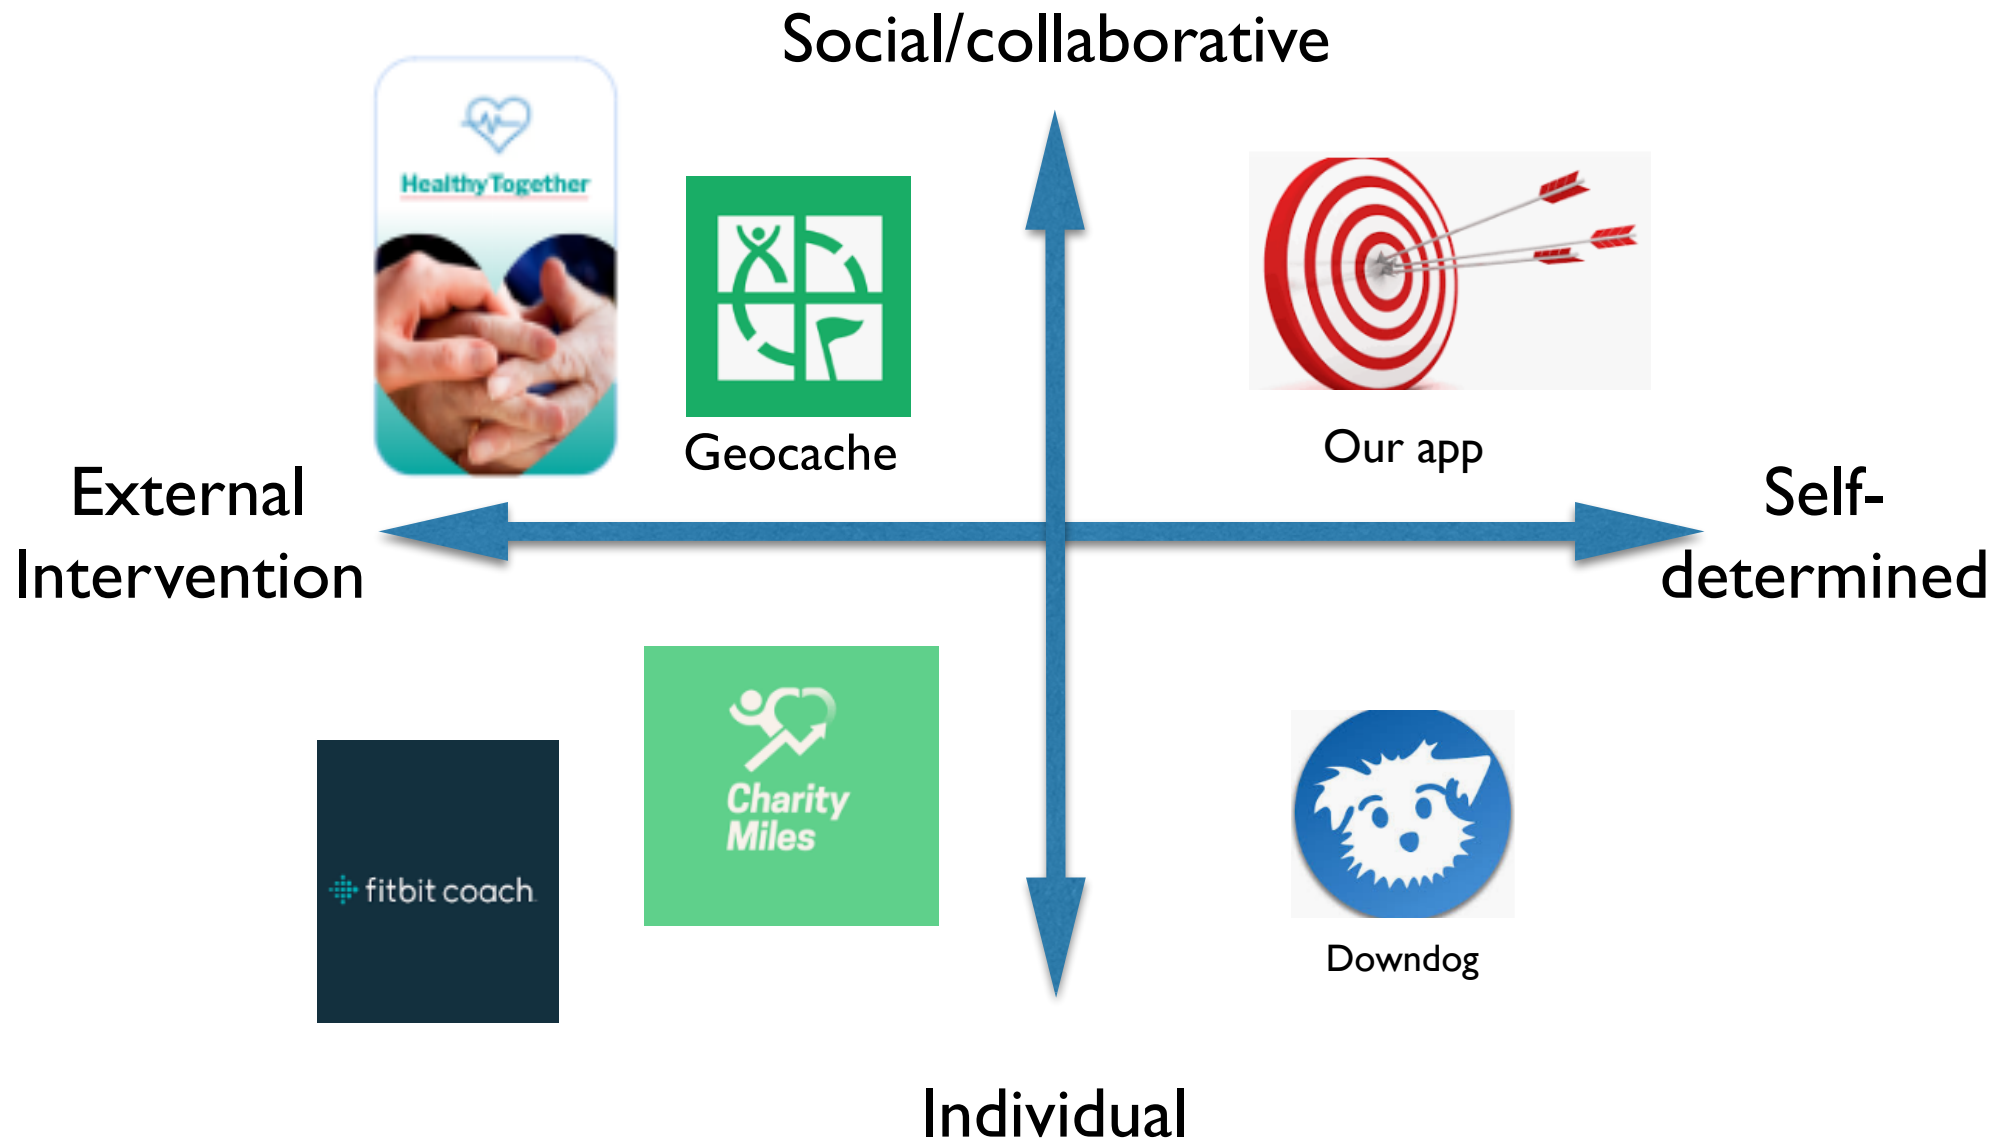 Social/collaborative
HealthyTogether
Geocache
Our app
External
Intervention
Self-
determined
Charity
Miles
fitbit coach
Downdog
Individual